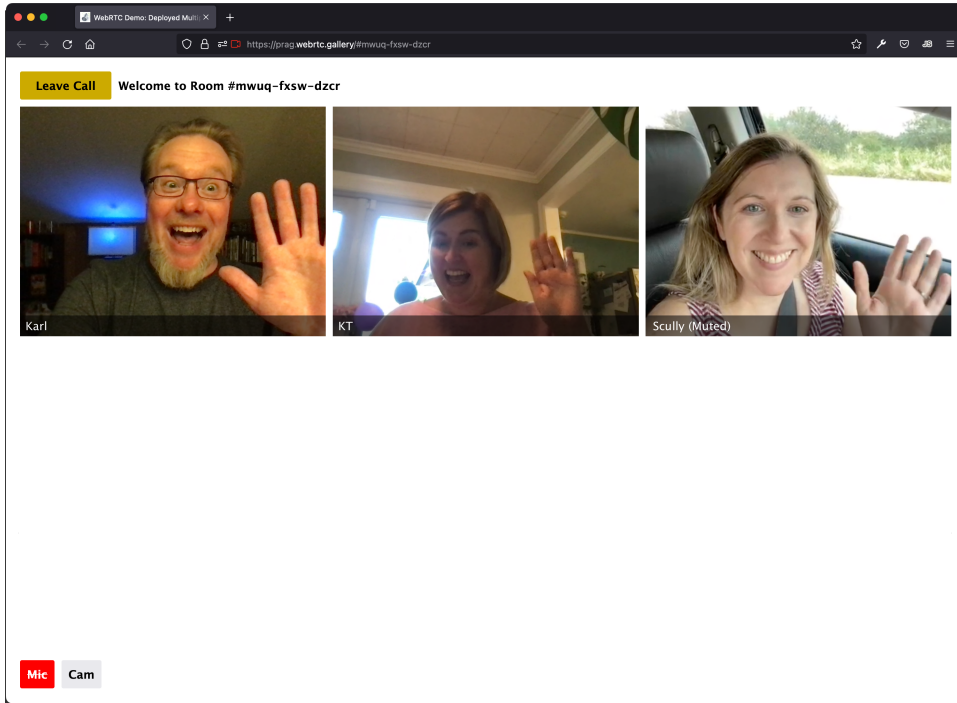 WebRTC Demo: Deployed Multip
https://prag.webrtc.gallery/#mwuq-fxsw-dzcr
Leave Call Welcome to Room #mwuq-fxsw-dzcr
Karl KT Scully (Muted)
Mic Cam